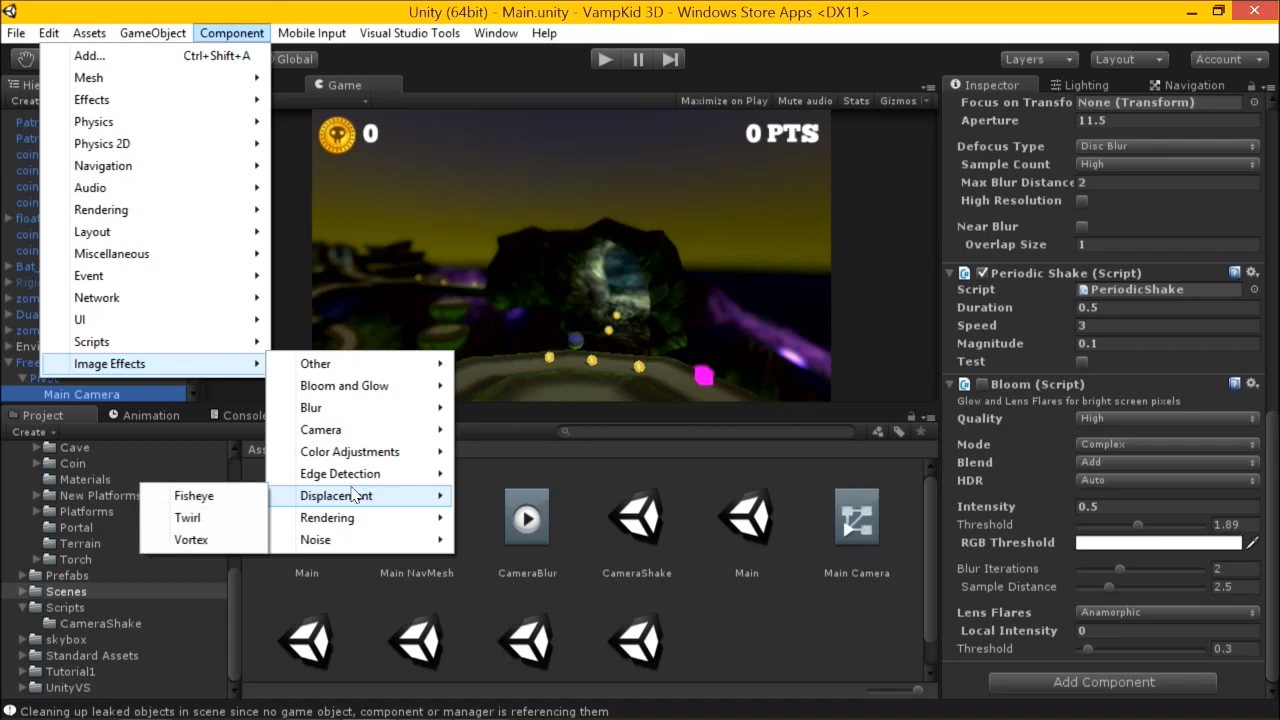 Unity (64bit) - Main.unity - VampKid 3D - Windows Store Apps <DX11>
File Edit Assets GameObject Component Mobile Input Visual Studio Tools Window Help
Global
Layers
Layout
Account
Add... Ctrl+Shift+A
Mesh
Effects
Physics
Physics 2D
Navigation
Audio
Rendering
Layout
Miscellaneous
Event
Network
UI
Scripts
Image Effects
Other
Bloom and Glow
Blur
Camera
Color Adjustments
Edge Detection
Displacement
Rendering
Noise
Fisheye
Twirl
Vortex
Main Camera
Game
Maximize on Play Mute audio Stats Gizmos
0
0 PTS
Project Animation Console
Create
Cave
Coin
Materials
New Platforms
Platforms
Portal
Terrain
Torch
Prefabs
Scenes
Scripts
CameraShake
skybox
Standard Assets
Tutorial1
UnityVS
Main
Main NavMesh
CameraBlur
CameraShake
Main
Main Camera
Inspector Lighting Navigation
Focus on Transfo None (Transform)
Aperture 11.5
Defocus Type Disc Blur
Sample Count High
Max Blur Distance 2
High Resolution
Near Blur
Overlap Size 1
Periodic Shake (Script)
Script PeriodicShake
Duration 0.5
Speed 3
Magnitude 0.1
Test
Bloom (Script)
Glow and Lens Flares for bright screen pixels
Quality High
Mode Complex
Blend Add
HDR Auto
Intensity 0.5
Threshold 1.89
RGB Threshold
Blur Iterations 2
Sample Distance 2.5
Lens Flares Anamorphic
Local Intensity 0
Threshold 0.3
Add Component
Cleaning up leaked objects in scene since no game object, component or manager is referencing them